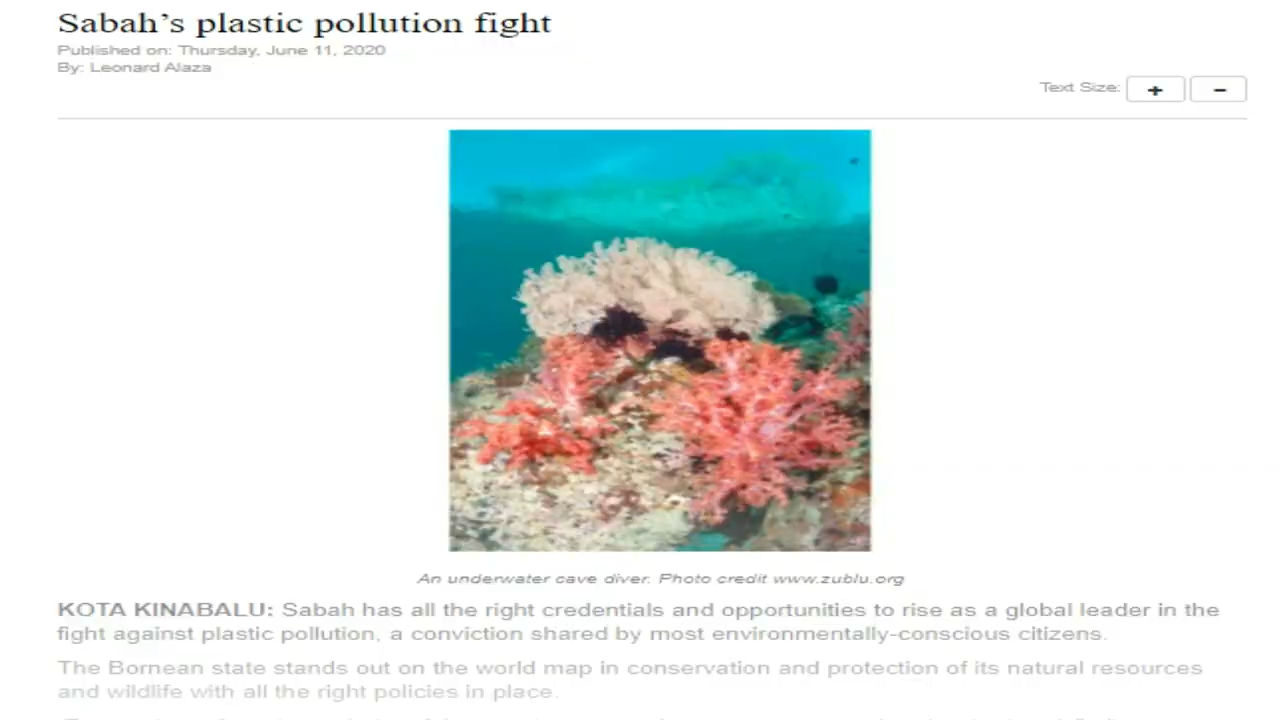 Sabah's plastic pollution fight
Published on: Thursday, June 11, 2020
By: Leonard Alaza
Text Size: + -
An underwater cave diver. Photo credit www.zublu.org
KOTA KINABALU: Sabah has all the right credentials and opportunities to rise as a global leader in the
fight against plastic pollution, a conviction shared by most environmentally-conscious citizens.
The Bornean state stands out on the world map in conservation and protection of its natural resources
and wildlife with all the right policies in place.